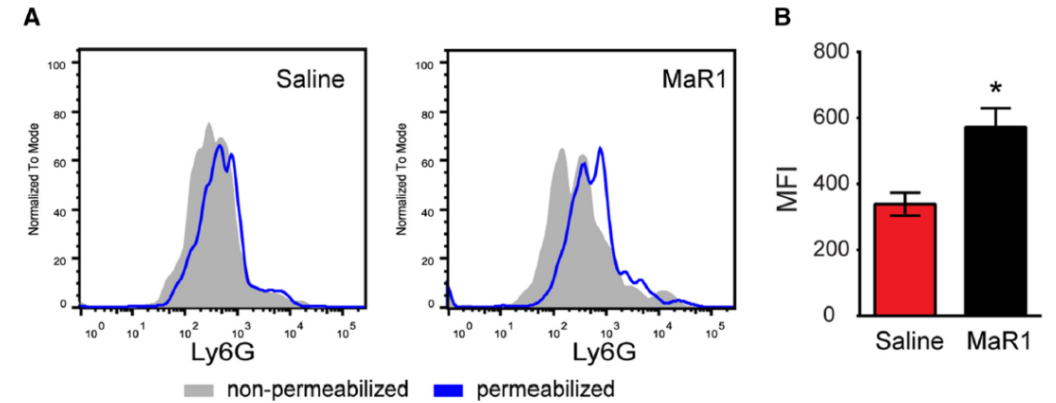 A
B
Saline
MaR1
Normalized To Mode
100
80
60
40
20
0
10^0 10^1 10^2 10^3 10^4 10^5
Ly6G
Normalized To Mode
100
80
60
40
20
0
10^0 10^1 10^2 10^3 10^4 10^5
Ly6G
non-permeabilized permeabilized
MFI
800
600
400
200
0
*
Saline MaR1